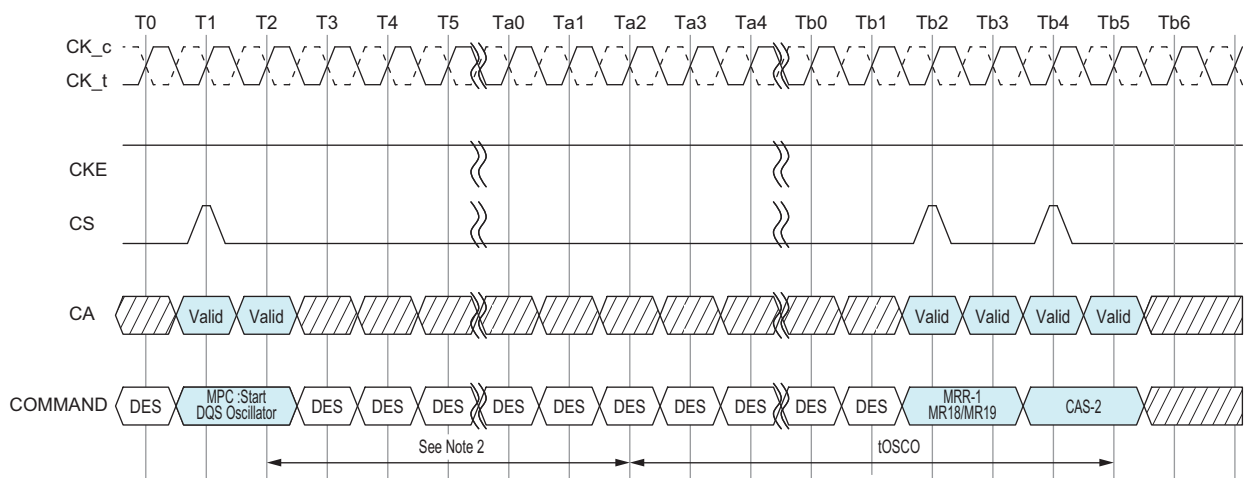 T0 T1 T2 T3 T4 T5 Ta0 Ta1 Ta2 Ta3 Ta4 Tb0 Tb1 Tb2 Tb3 Tb4 Tb5 Tb6
CK_c
CK_t
CKE
CS
CA Valid Valid Valid Valid Valid Valid
COMMAND DES MPC :Start DES DES DES DES DES DES DES DES DES DES MRR-1 CAS-2
DQS Oscillator MR18/MR19
See Note 2 tOSCO